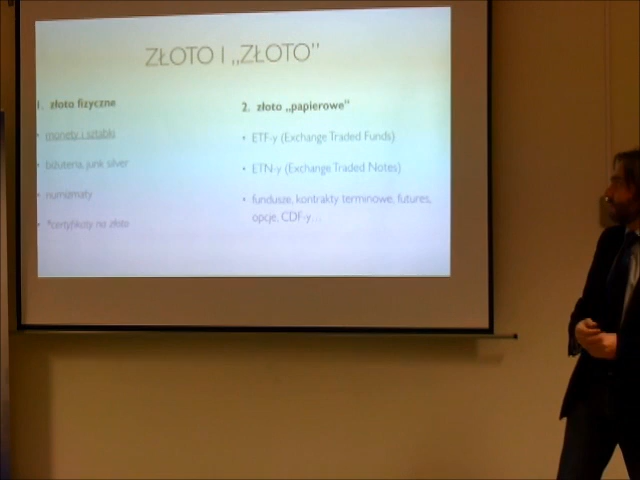 ZŁOTO I „ZŁOTO”
1. złoto fizyczne
• monety i sztabki
• biżuteria, junk silver
• numizmaty
• *certyfikaty na złoto
2. złoto „papierowe”
• ETF-y (Exchange Traded Funds)
• ETN-y (Exchange Traded Notes)
• fundusze, kontrakty terminowe, futures,
opcje, CDF-y...